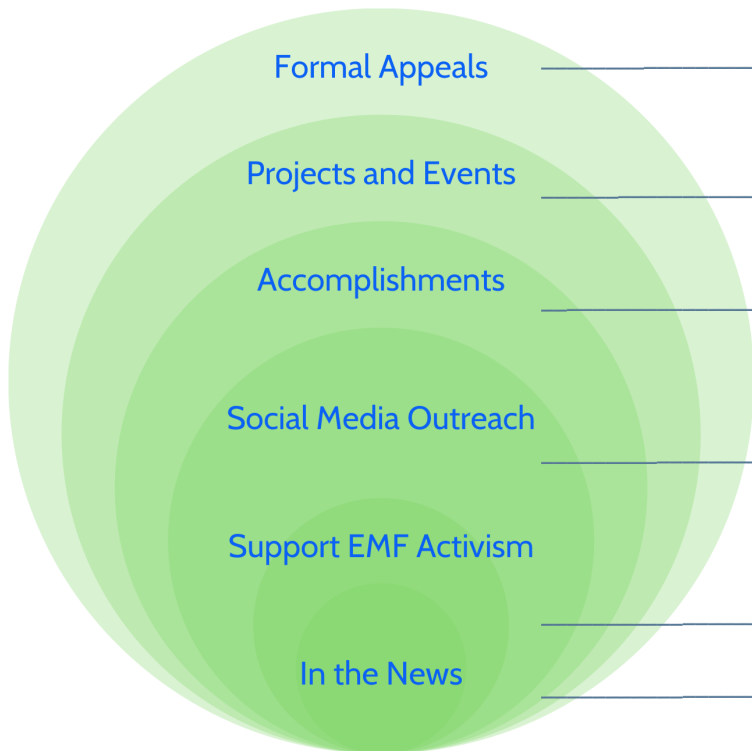 Formal Appeals
Projects and Events
Accomplishments
Social Media Outreach
Support EMF Activism
In the News